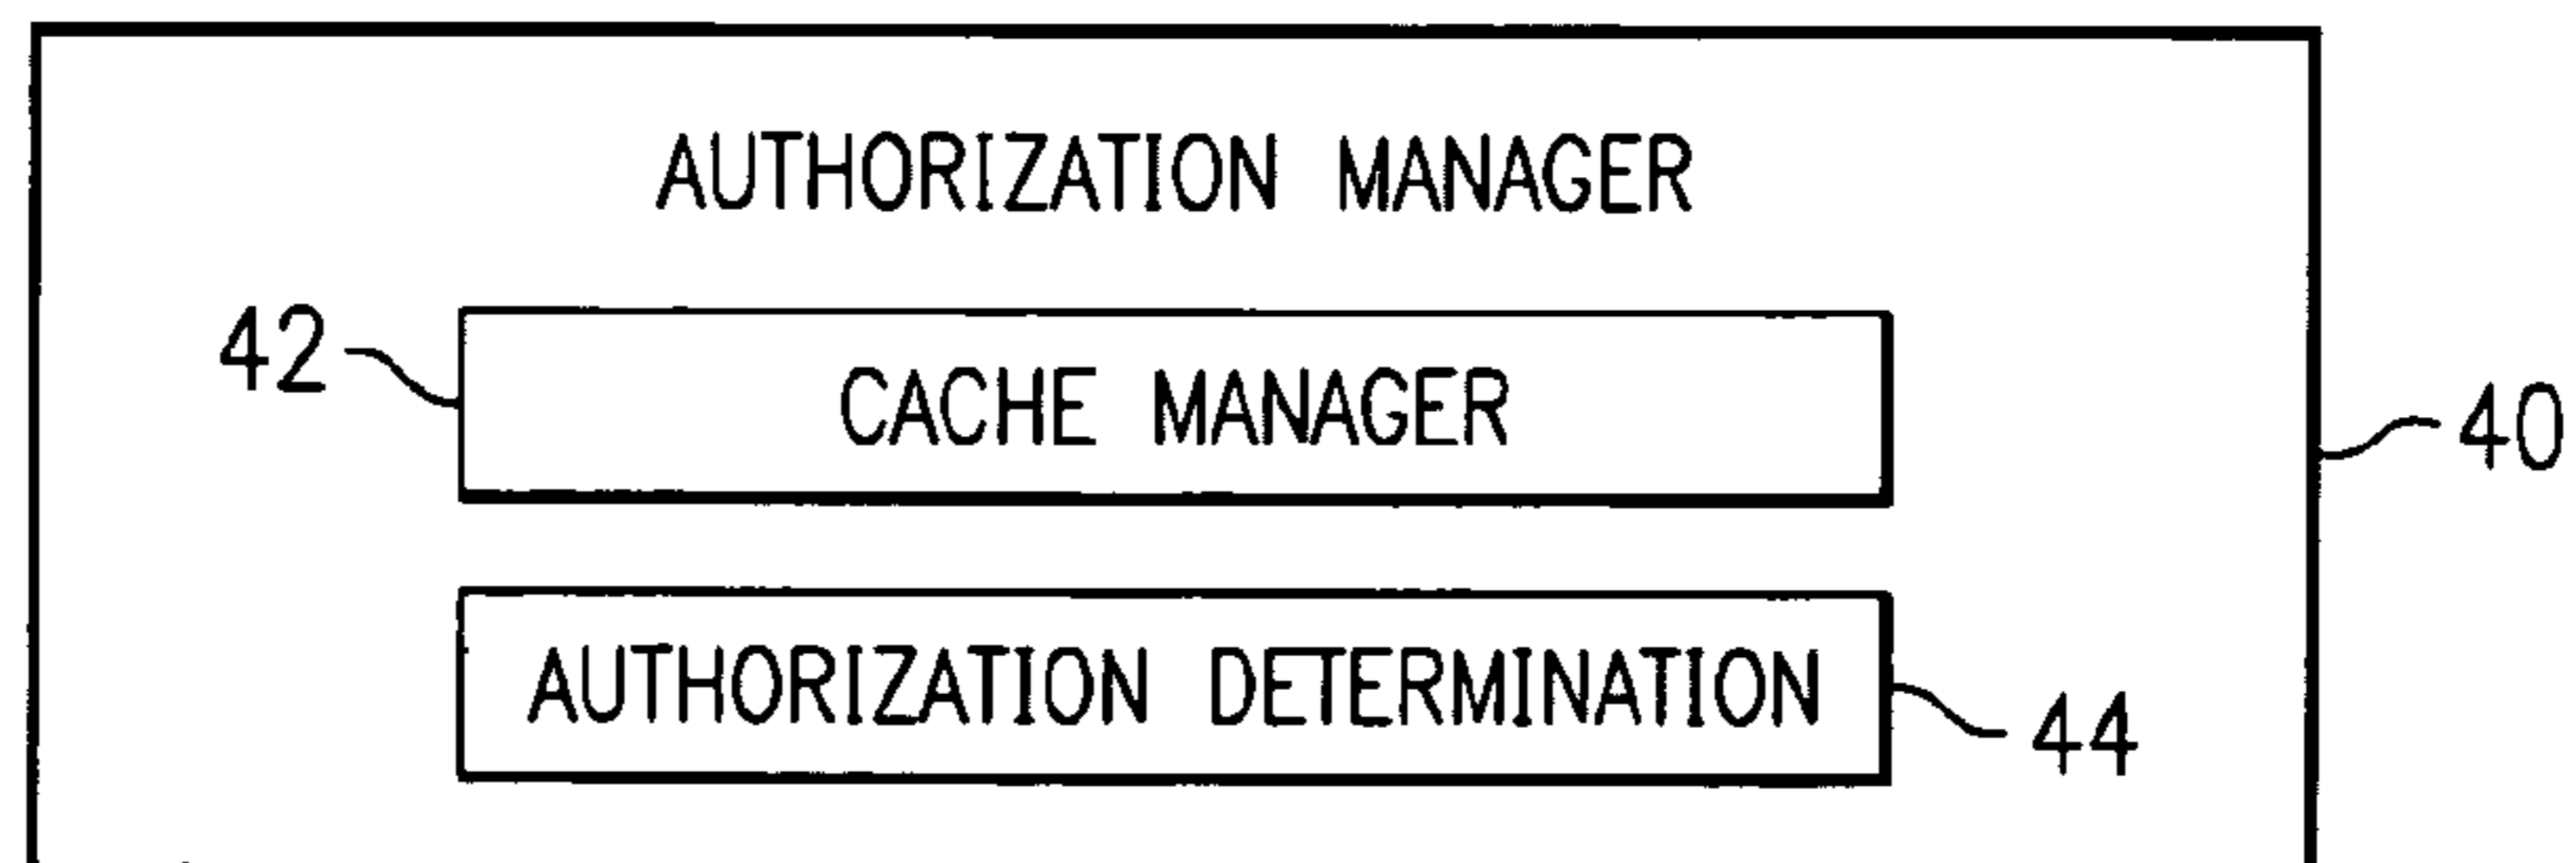 AUTHORIZATION MANAGER
42
CACHE MANAGER
40
AUTHORIZATION DETERMINATION
44